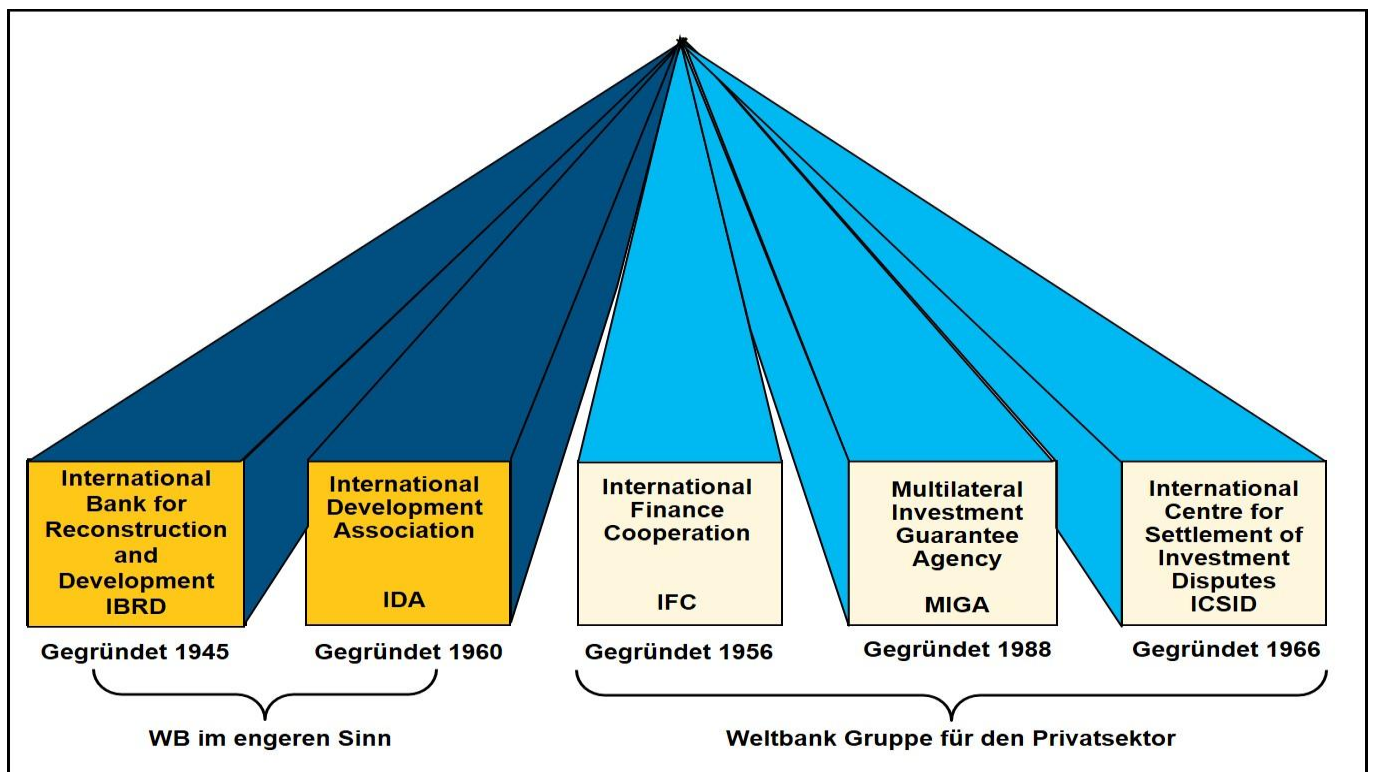 International
Bank for
Reconstruction
and
Development
IBRD
International
Development
Association
IDA
International
Finance
Cooperation
IFC
Multilateral
Investment
Guarantee
Agency
MIGA
International
Centre for
Settlement of
Investment
Disputes
ICSID
Gegründet 1945
Gegründet 1960
Gegründet 1956
Gegründet 1988
Gegründet 1966
WB im engeren Sinn
Weltbank Gruppe für den Privatsektor